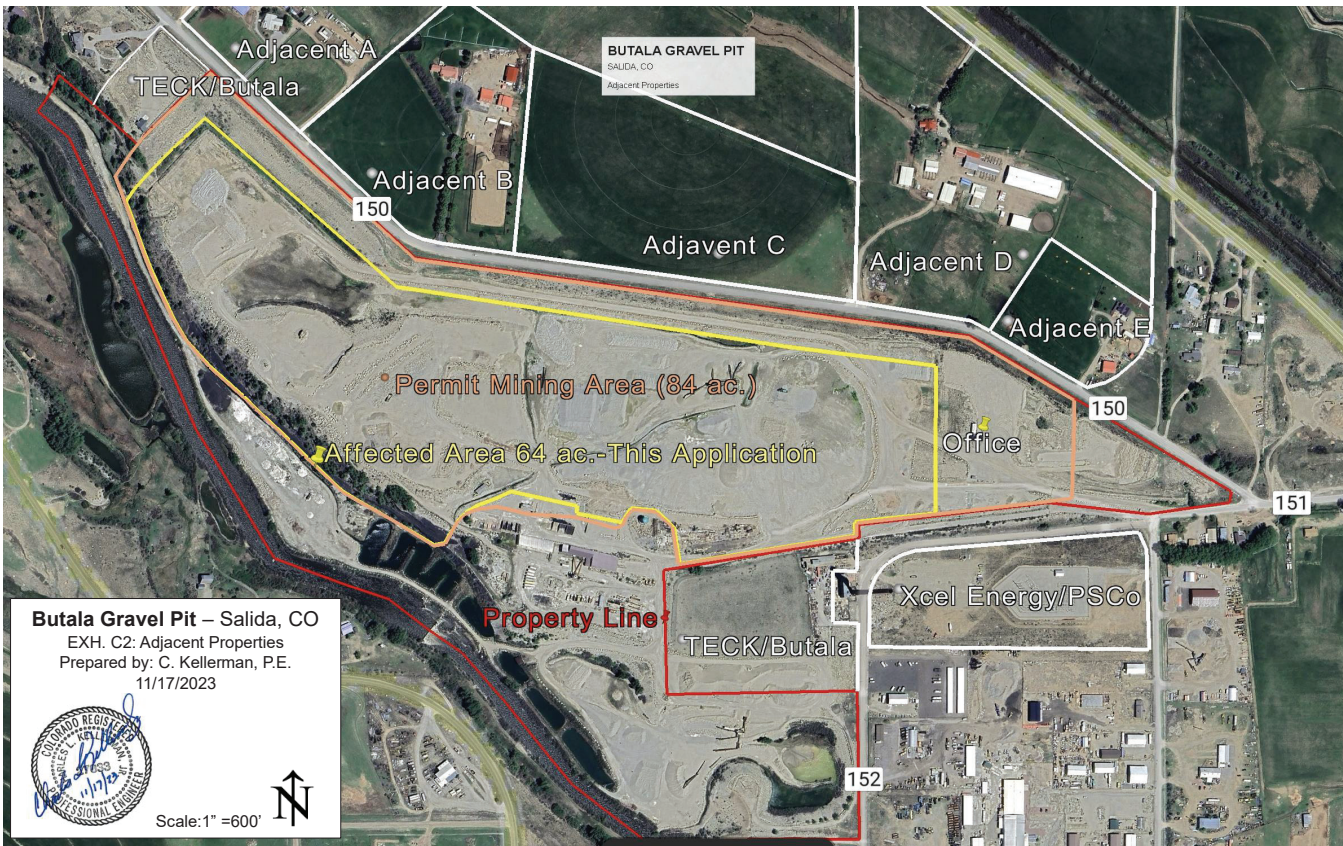 Adjacent A
TECK/Butala
BUTALA GRAVEL PIT
SALIDA, CO
Adjacent Properties
Adjacent B
150
Adjavent C
Adjacent D
Adjacent E
Permit Mining Area (84 ac.)
150
Office
Affected Area 64 ac.-This Application
151
Xcel Energy/PSCo
Property Line
TECK/Butala
152
Butala Gravel Pit – Salida, CO
EXH. C2: Adjacent Properties
Prepared by: C. Kellerman, P.E.
11/17/2023
COLORADO REGISTERED
PROFESSIONAL ENGINEER
11/17/23
N
Scale:1” =600’